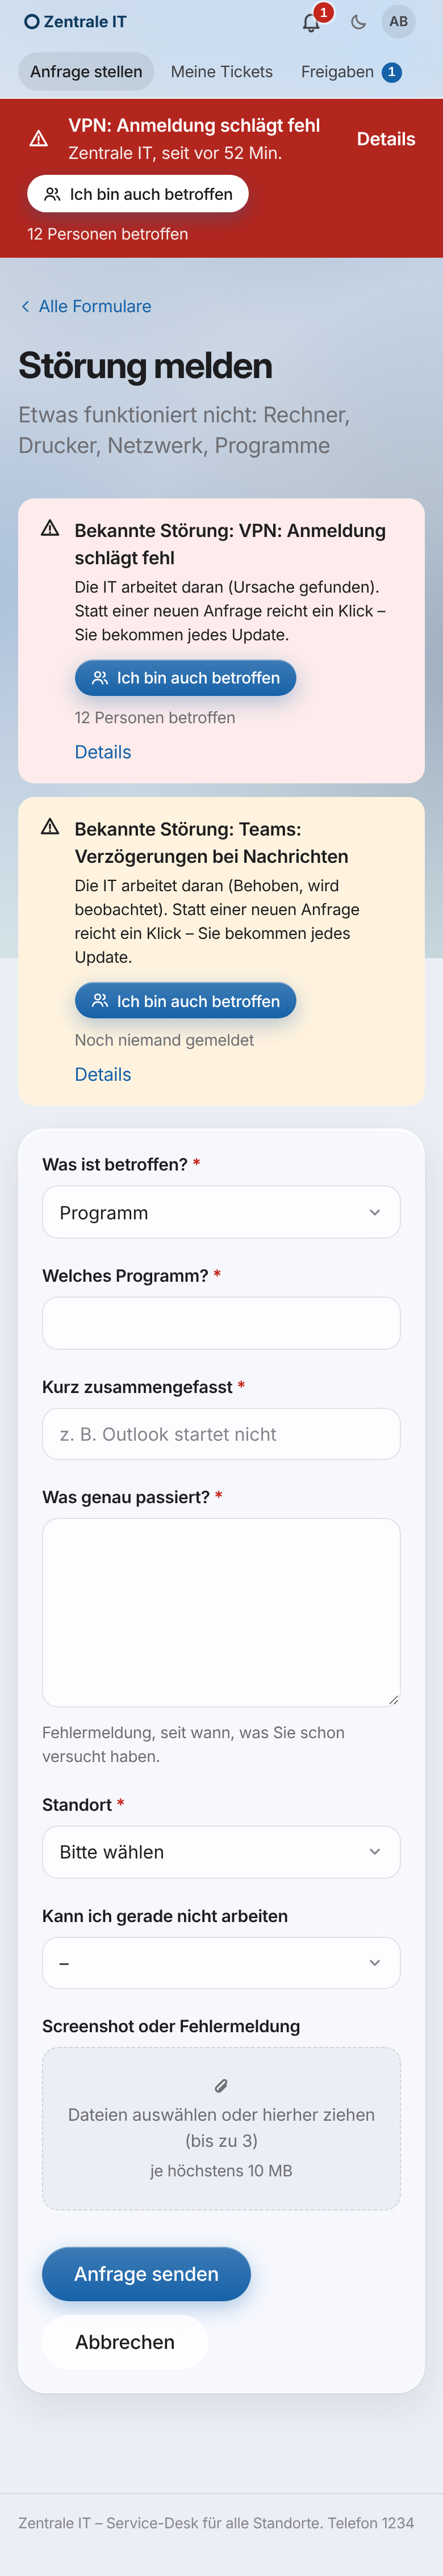 Zentrale IT
1
AB
Anfrage stellen
Meine Tickets
Freigaben 1
VPN: Anmeldung schlägt fehl
Zentrale IT, seit vor 52 Min.
Details
Ich bin auch betroffen
12 Personen betroffen
Alle Formulare
Störung melden
Etwas funktioniert nicht: Rechner,
Drucker, Netzwerk, Programme
Bekannte Störung: VPN: Anmeldung
schlägt fehl
Die IT arbeitet daran (Ursache gefunden).
Statt einer neuen Anfrage reicht ein Klick –
Sie bekommen jedes Update.
Ich bin auch betroffen
12 Personen betroffen
Details
Bekannte Störung: Teams:
Verzögerungen bei Nachrichten
Die IT arbeitet daran (Behoben, wird
beobachtet). Statt einer neuen Anfrage
reicht ein Klick – Sie bekommen jedes
Update.
Ich bin auch betroffen
Noch niemand gemeldet
Details
Was ist betroffen? *
Programm
Welches Programm? *
Kurz zusammengefasst *
z. B. Outlook startet nicht
Was genau passiert? *
Fehlermeldung, seit wann, was Sie schon
versucht haben.
Standort *
Bitte wählen
Kann ich gerade nicht arbeiten
–
Screenshot oder Fehlermeldung
Dateien auswählen oder hierher ziehen
(bis zu 3)
je höchstens 10 MB
Anfrage senden
Abbrechen
Zentrale IT – Service-Desk für alle Standorte. Telefon 1234